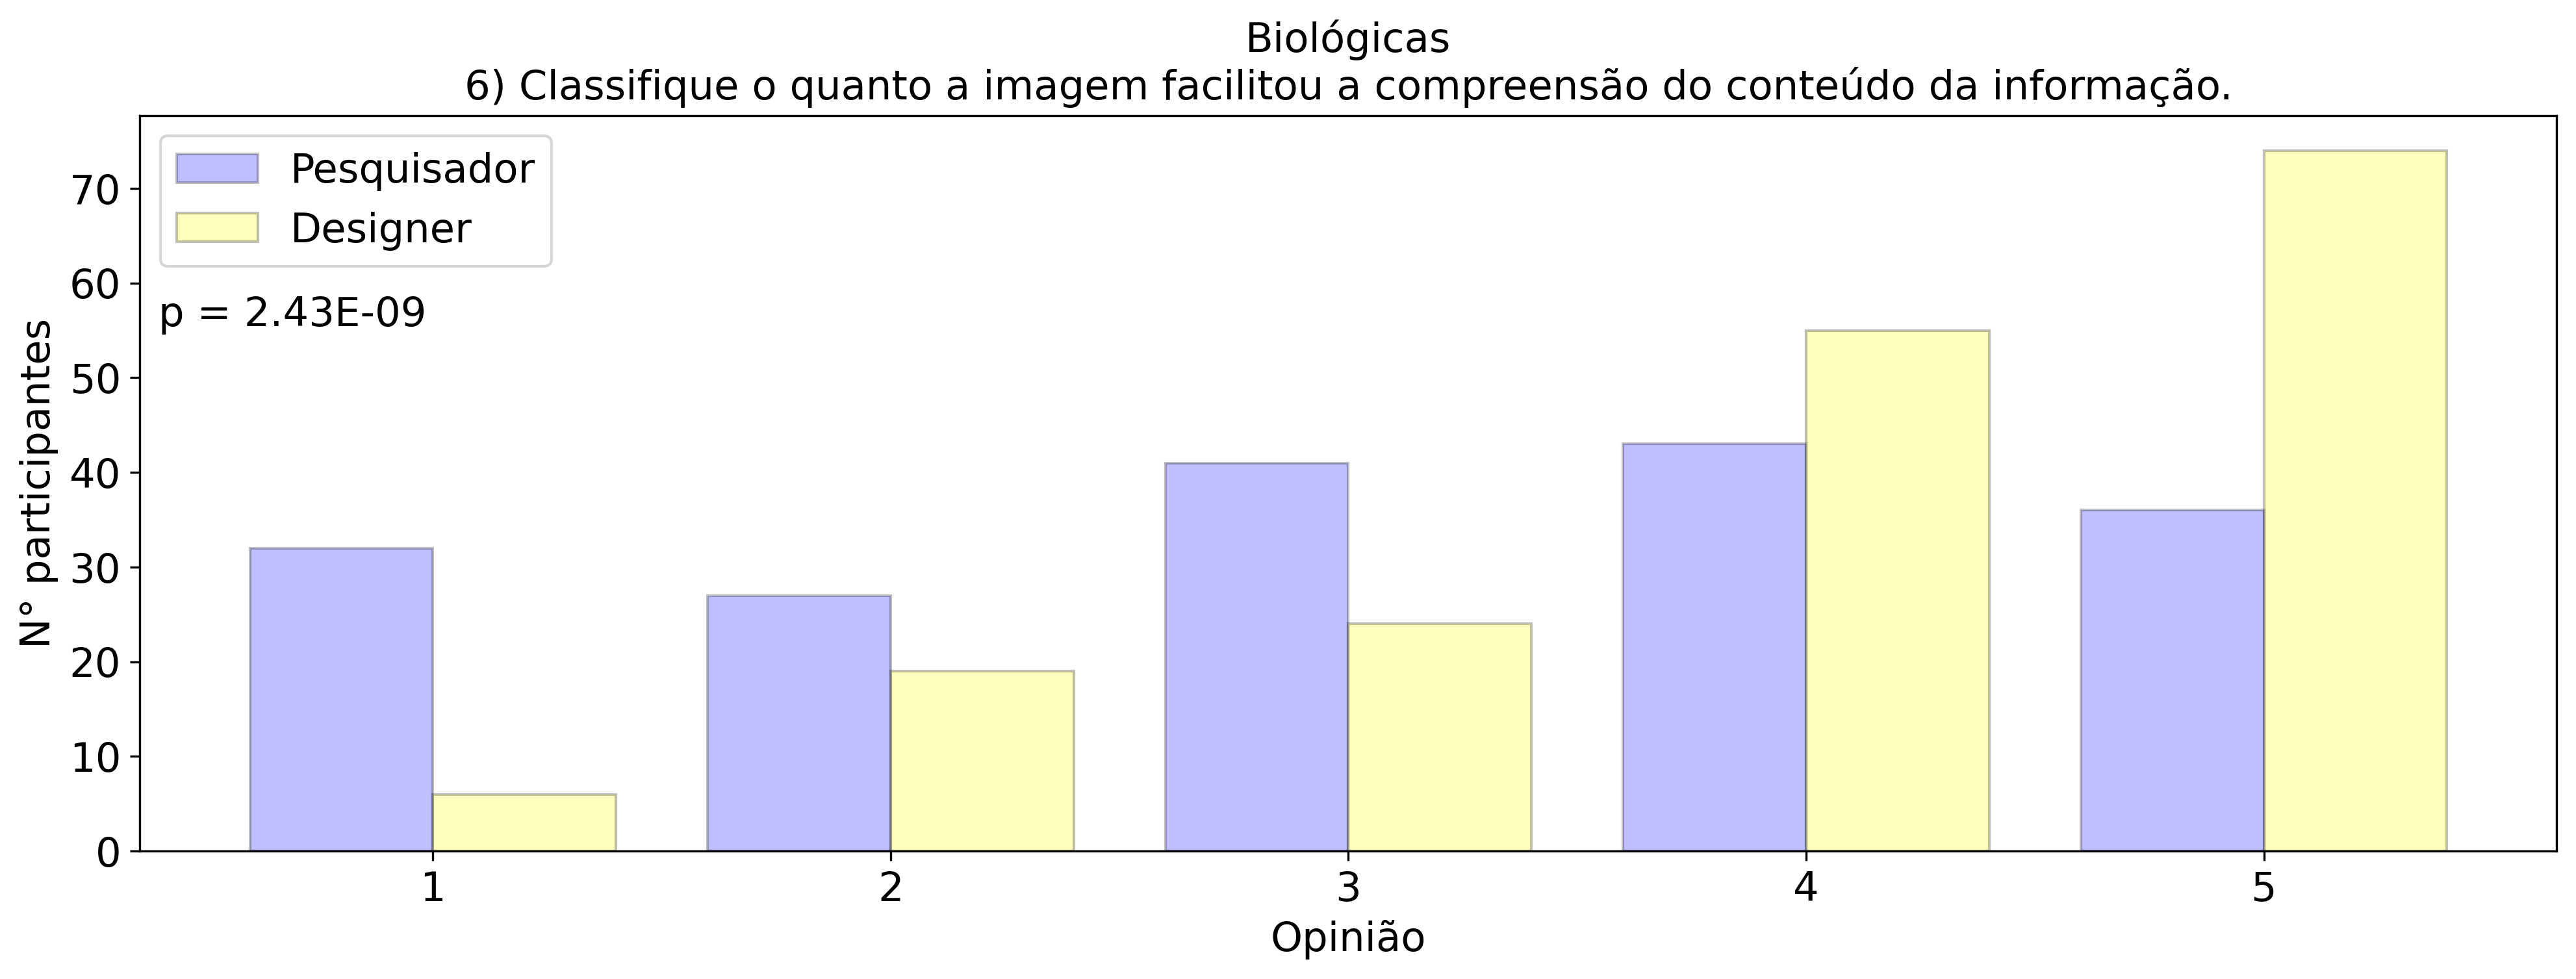 Biológicas
6) Classifique o quanto a imagem facilitou a compreensão do conteúdo da informação.
Pesquisador
Designer
p = 2.43E-09
N° participantes
70
60
50
40
30
20
10
0
1 2 3 4 5
Opinião